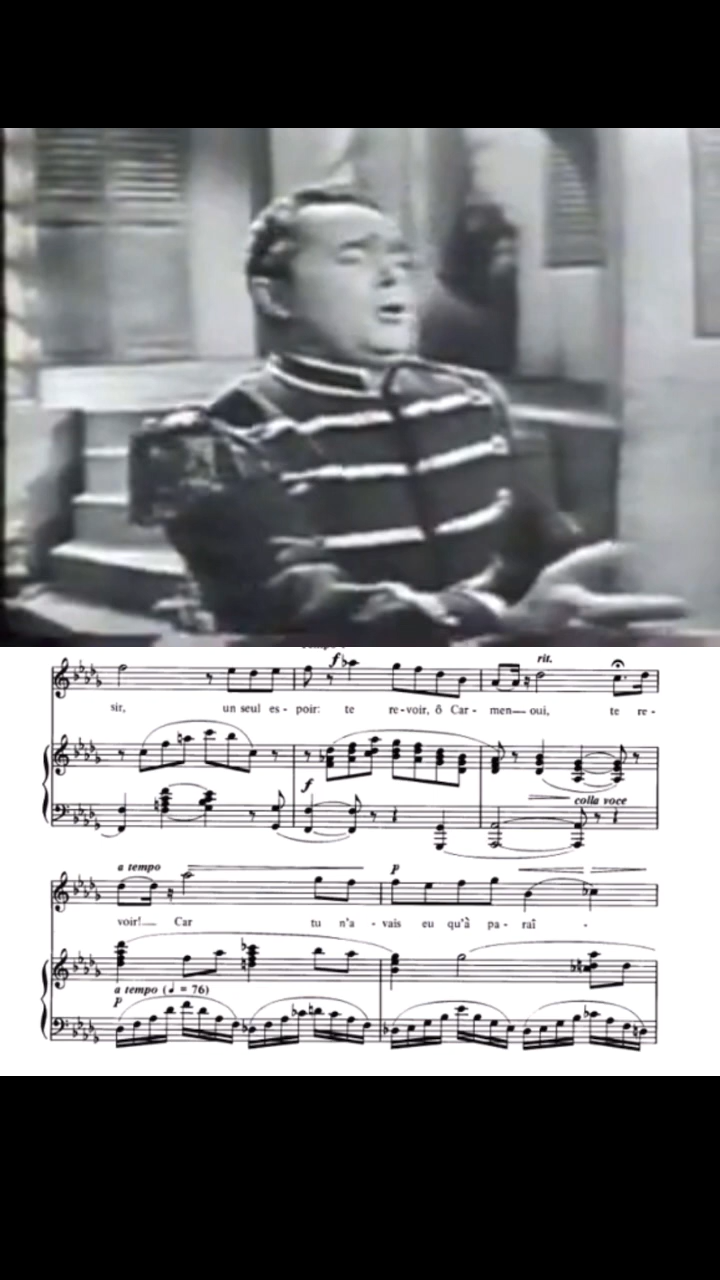 f rit.
sir, un seul es - poir: te re - voir, ô Car - men — oui, te re -
f colla voce
a tempo p
voir! — Car tu n'a - vais eu qu'à pa - raî -
a tempo (♩ = 76)
p